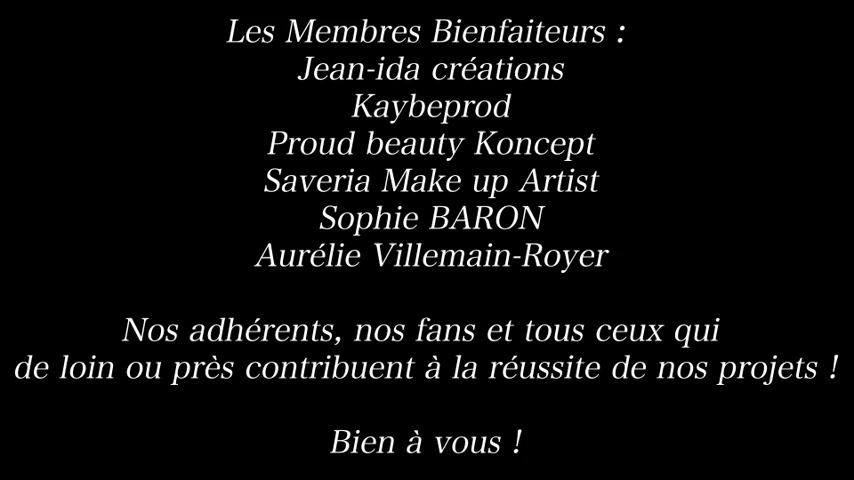 Les Membres Bienfaiteurs :
Jean-ida créations
Kaybeprod
Proud beauty Koncept
Saveria Make up Artist
Sophie BARON
Aurélie Villemain-Royer
Nos adhérents, nos fans et tous ceux qui
de loin ou près contribuent à la réussite de nos projets !
Bien à vous !